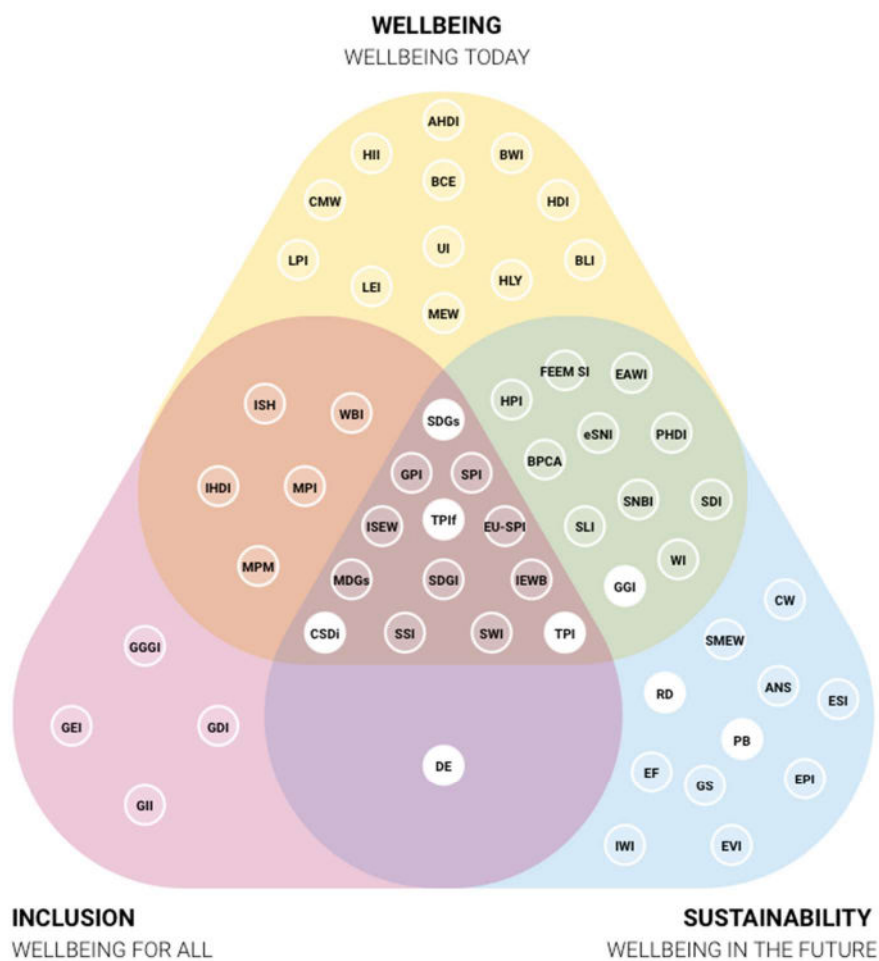 WELLBEING
WELLBEING TODAY
AHDI
HII
BWI
BCE
CMW
HDI
UI
LPI
BLI
HLY
LEI
MEW
FEEM SI
EAWI
HPI
ISH
WBI
SDGs
eSNI
PHDI
BPCA
GPI
SPI
IHDI
MPI
SNBI
SDI
ISEW
TPIf
EU-SPI
SLI
WI
MPM
MDGs
SDGI
IEWB
GGI
CW
CSDi
SSI
SWI
TPI
SMEW
GGGI
RD
ANS
ESI
GEI
GDI
PB
DE
EF
GS
EPI
GII
IWI
EVI
INCLUSION
WELLBEING FOR ALL
SUSTAINABILITY
WELLBEING IN THE FUTURE